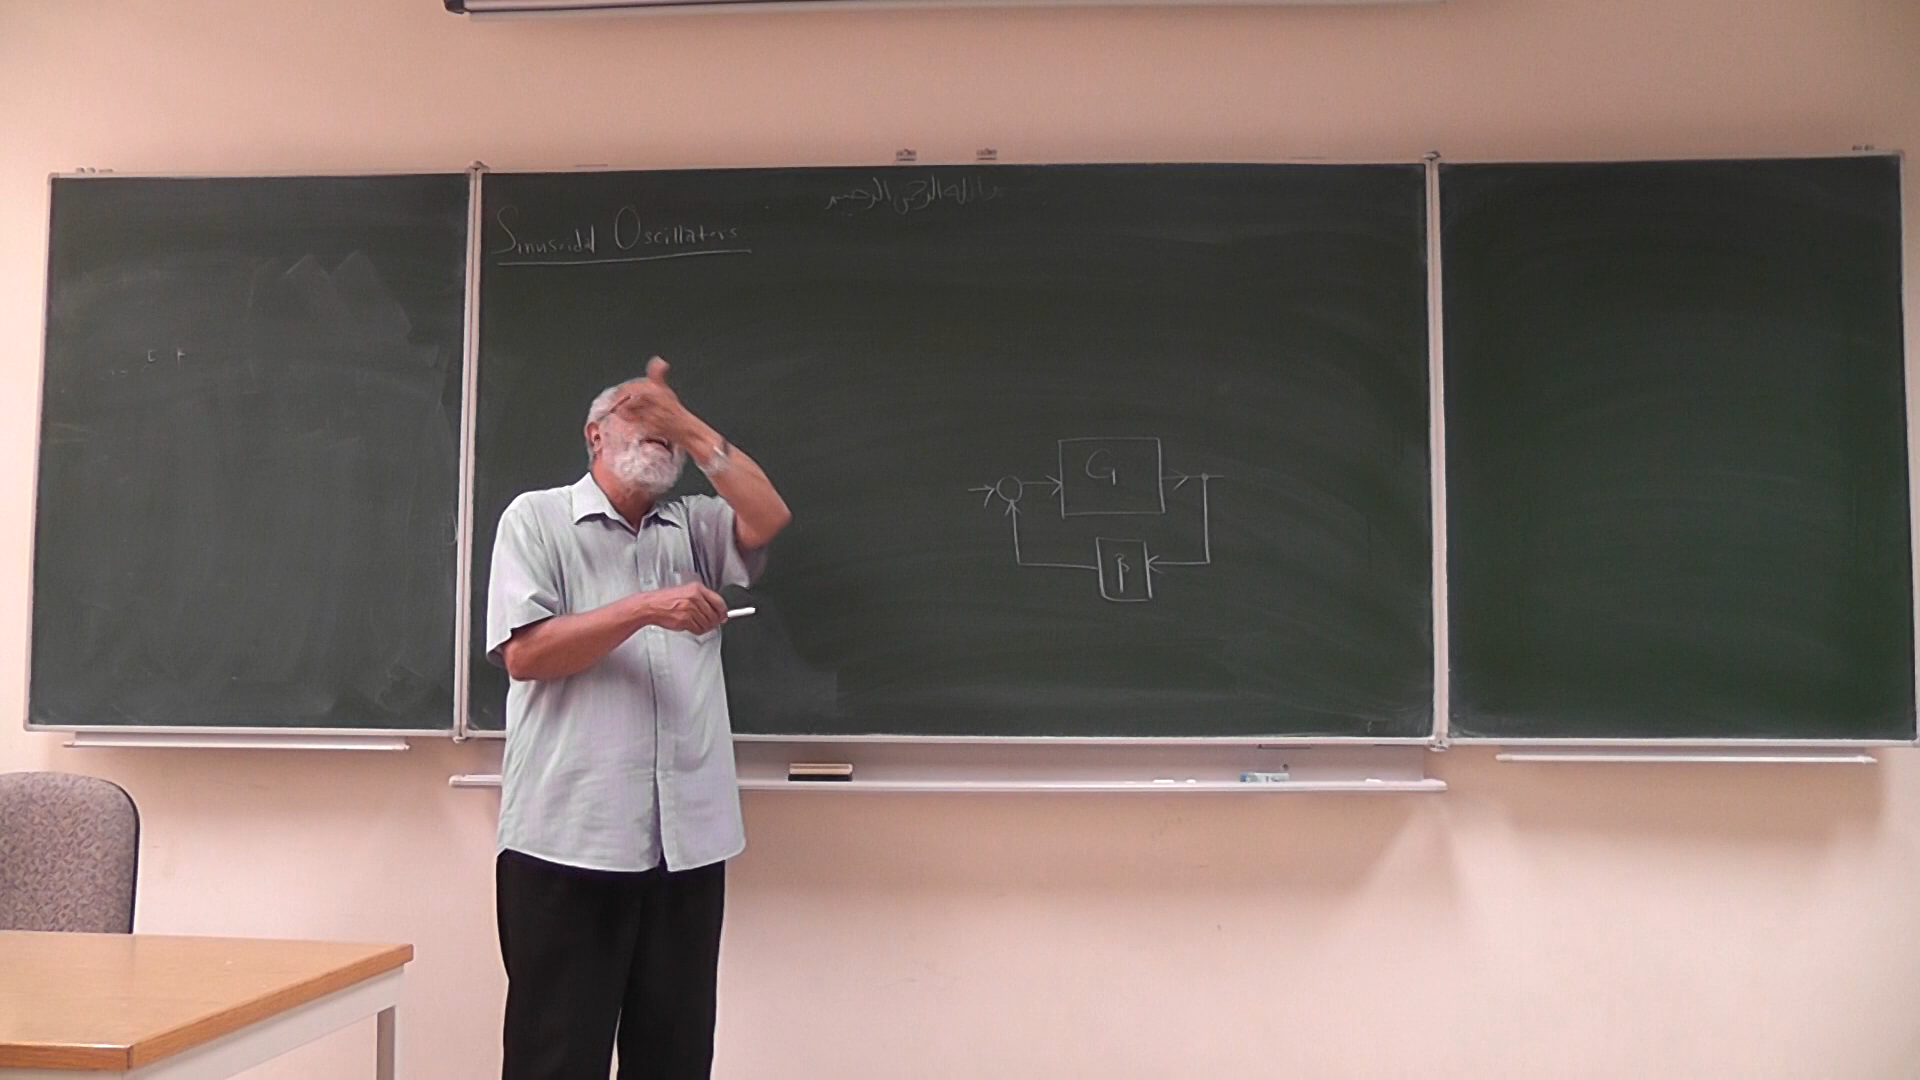 بسم الله الرحمن الرحيم
Sinusoidal Oscillators
G
β